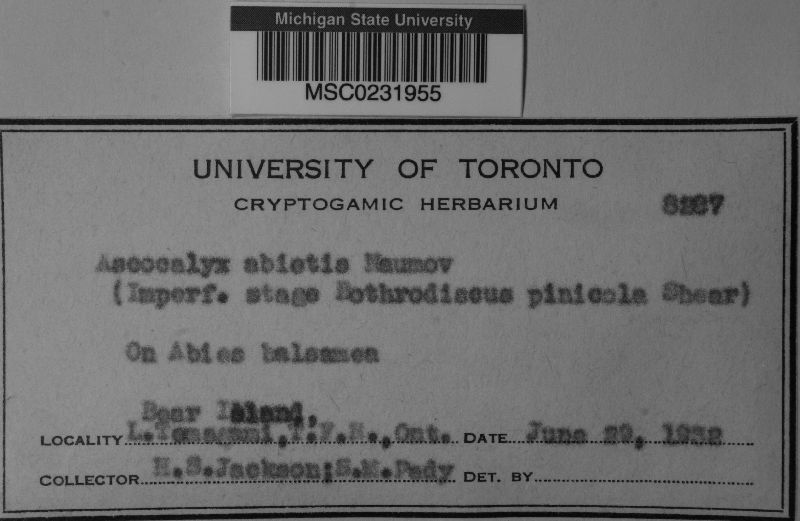 Michigan State University
MSC0231955
UNIVERSITY OF TORONTO
CRYPTOGAMIC HERBARIUM 8287
Ascocalyx abietis Naumov
(Imperf. stage Bothrodiscus pinicola Shear)
On Abies balsamea
Bear Island,
LOCALITY L.Temagami,T.F.R.,Ont. DATE June 29, 1932
COLLECTOR H.S.Jackson;S.M.Pady DET. BY